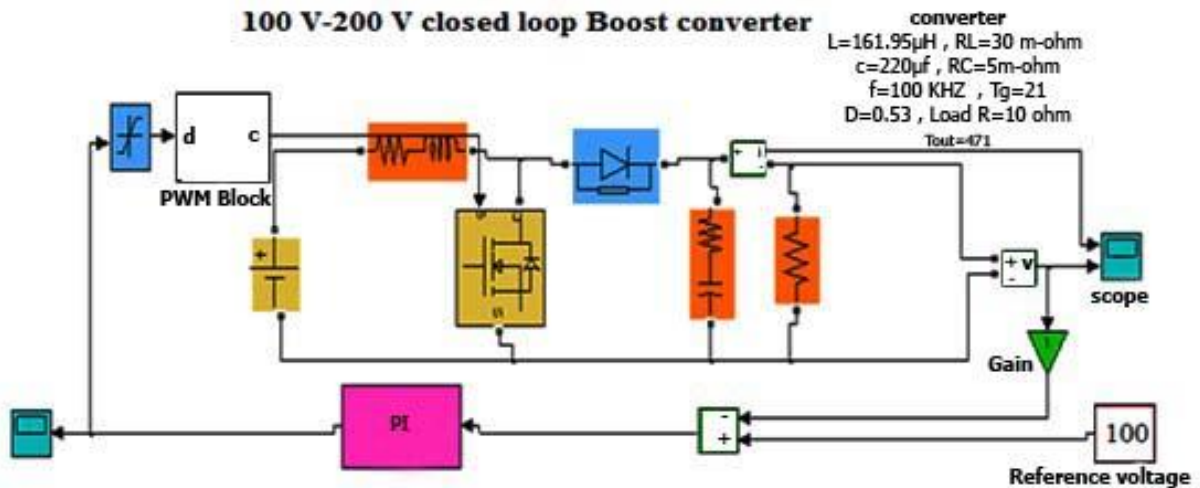 100 V-200 V closed loop Boost converter
converter
L=161.95µH , RL=30 m-ohm
c=220µf , RC=5m-ohm
f=100 KHZ , Tg=21
D=0.53 , Load R=10 ohm
Tout=471
d
c
PWM Block
+
+
i
-
g
D
S
+
-
v
scope
1
Gain
PI
-
+
100
Reference voltage